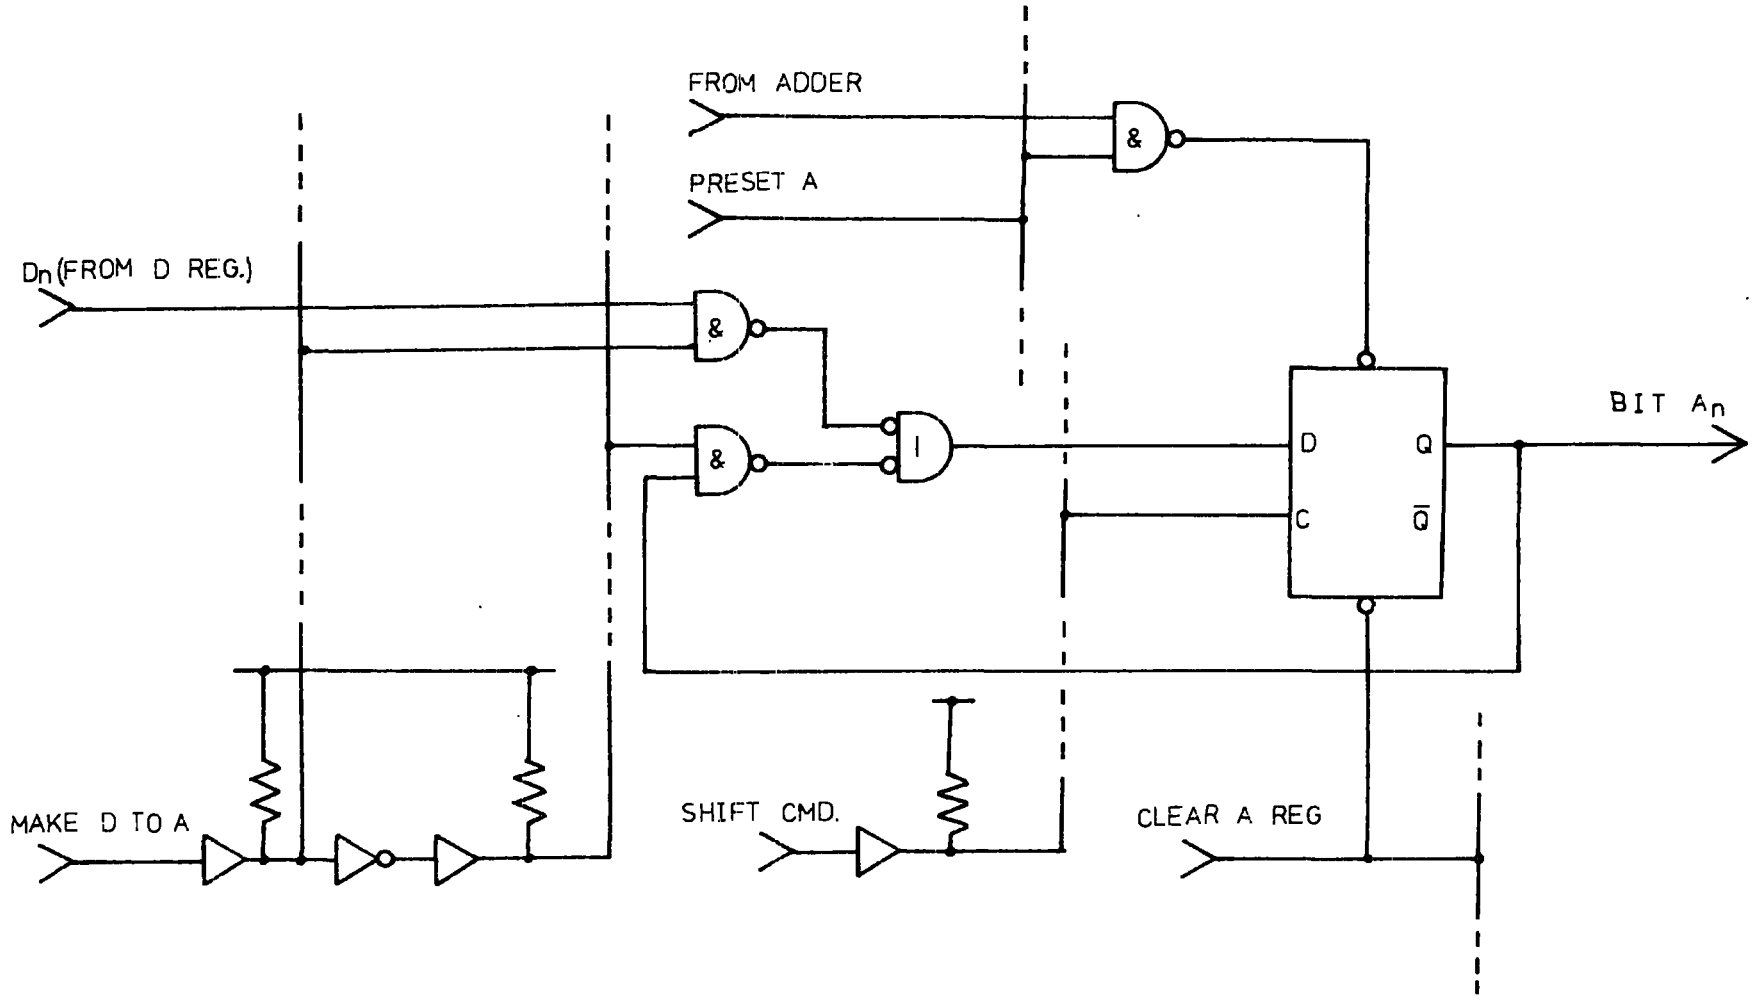 FROM ADDER
&
PRESET A
Dn (FROM D REG.)
&
BIT An
D Q
&
1
C Q̅
MAKE D TO A
SHIFT CMD.
CLEAR A REG